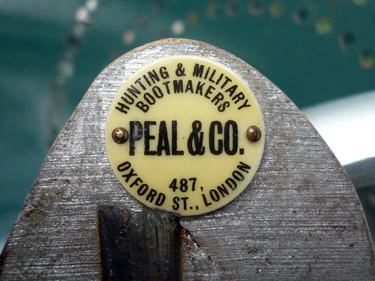 HUNTING & MILITARY
BOOTMAKERS
PEAL & CO.
487,
OXFORD ST., LONDON